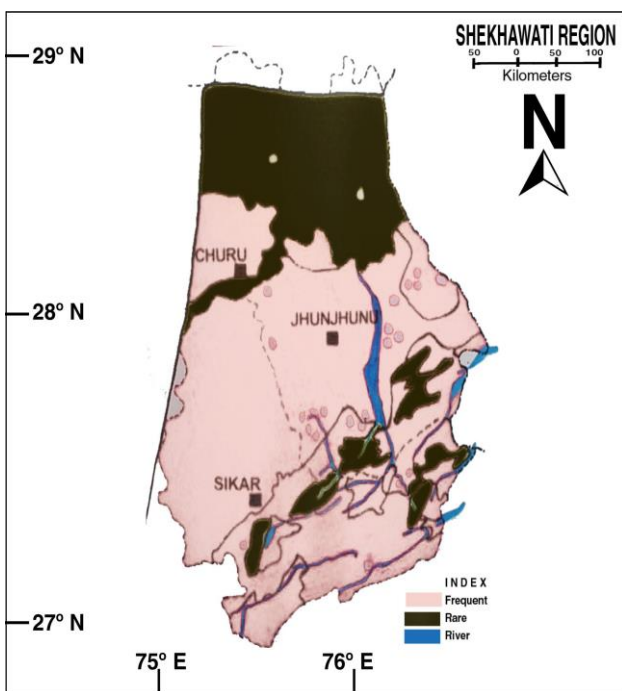 SHEKHAWATI REGION
50 0 50 100
Kilometers
N
29° N
28° N
27° N
CHURU
JHUNJHUNU
SIKAR
INDEX
Frequent
Rare
River
75° E 76° E